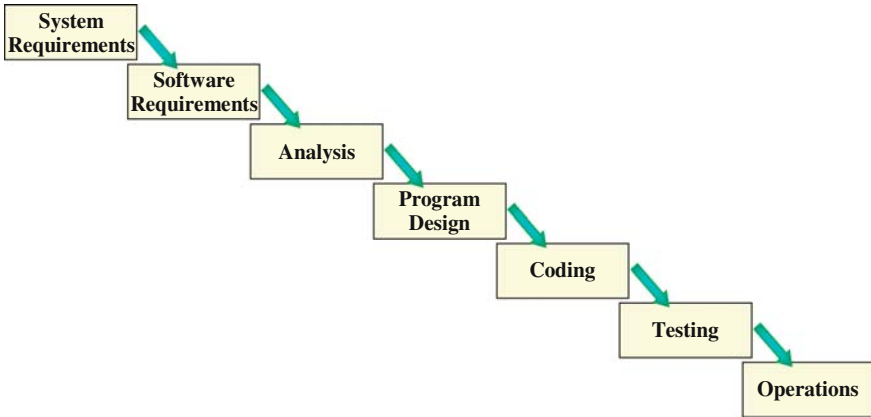 System
Requirements
Software
Requirements
Analysis
Program
Design
Coding
Testing
Operations